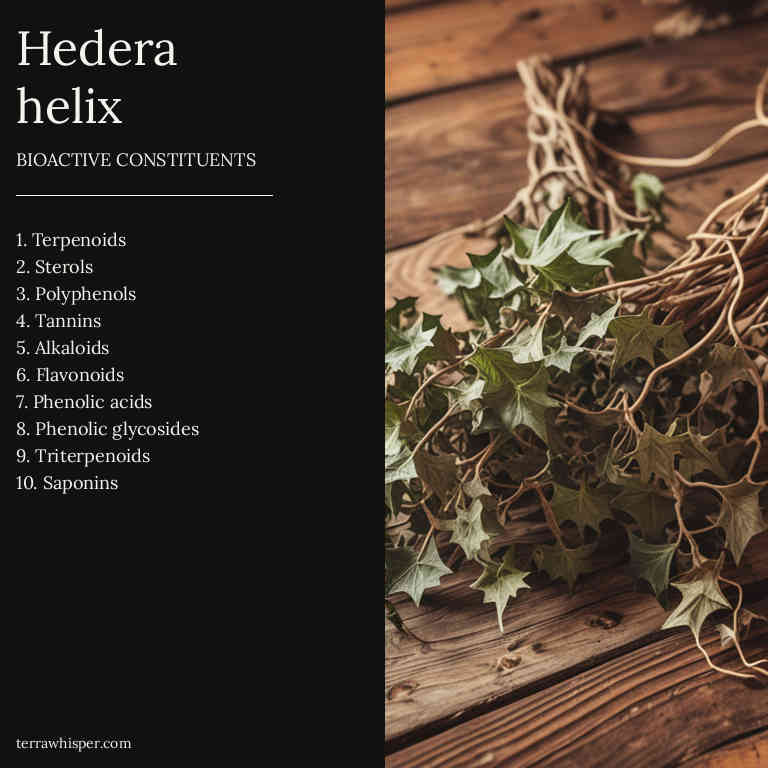 Hedera
helix
BIOACTIVE CONSTITUENTS
1. Terpenoids
2. Sterols
3. Polyphenols
4. Tannins
5. Alkaloids
6. Flavonoids
7. Phenolic acids
8. Phenolic glycosides
9. Triterpenoids
10. Saponins
terrawhisper.com